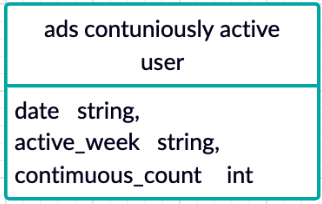 ads contuniously active
user
date string,
active_week string,
contimuous_count int